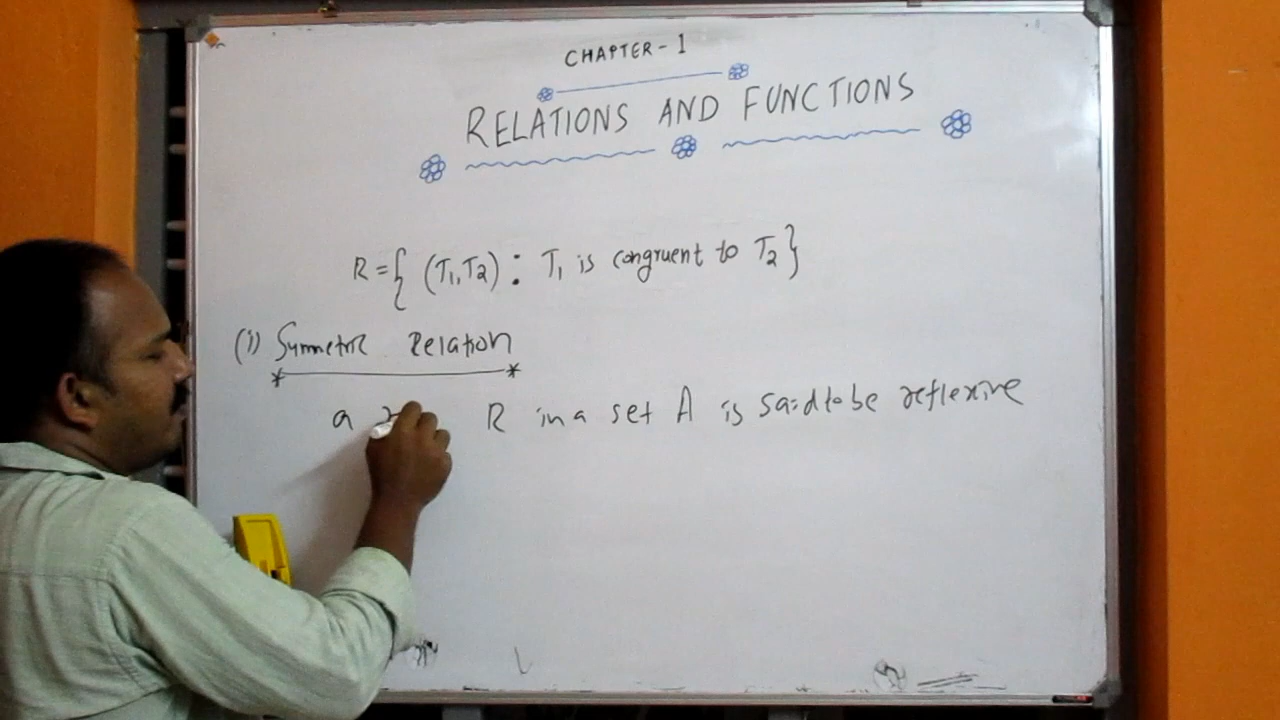 CHAPTER - 1
RELATIONS AND FUNCTIONS
R = { (T₁, T₂) : T₁ is congruent to T₂ }
(i) Symmetric Relation
a R in a set A is said to be reflexive